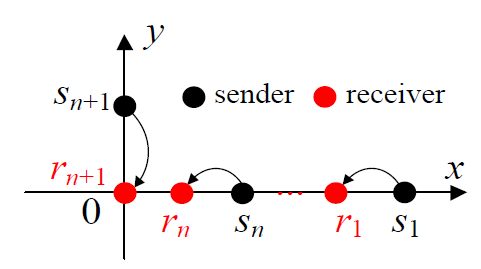 y
s_{n+1} sender receiver
r_{n+1} x
0 r_n s_n ... r_1 s_1